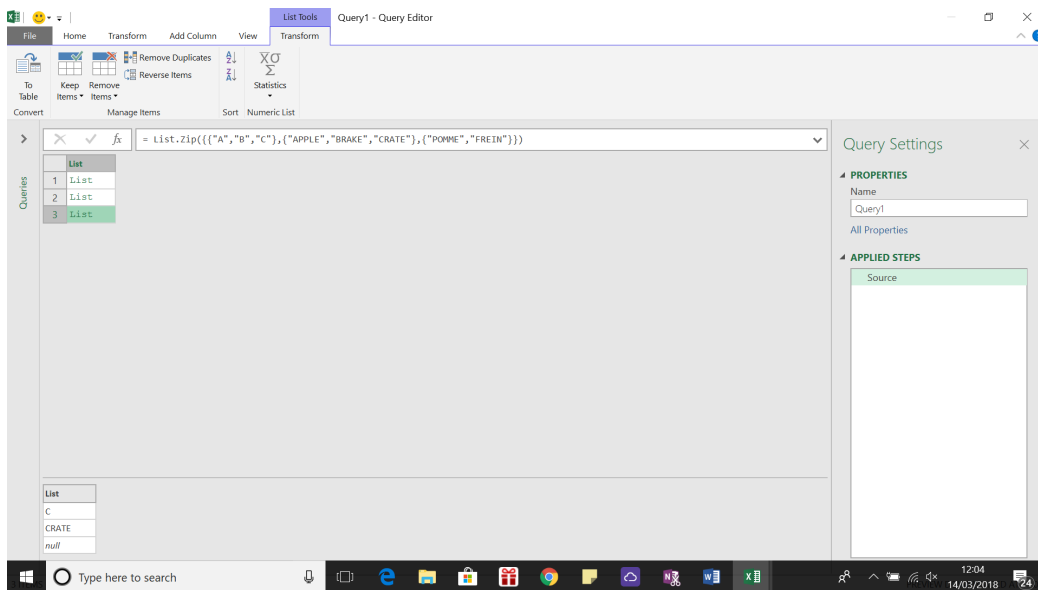 List Tools Query1 - Query Editor
File Home Transform Add Column View Transform
Remove Duplicates
Reverse Items
To Table
Keep Items
Remove Items
Statistics
Convert Manage Items Sort Numeric List
= List.Zip({{"A","B","C"},{"APPLE","BRAKE","CRATE"},{"POMME","FREIN"}})
Queries
List
1 List
2 List
3 List
List
C
CRATE
null
Query Settings
PROPERTIES
Name
Query1
All Properties
APPLIED STEPS
Source
Type here to search
12:04
14/03/2018
24